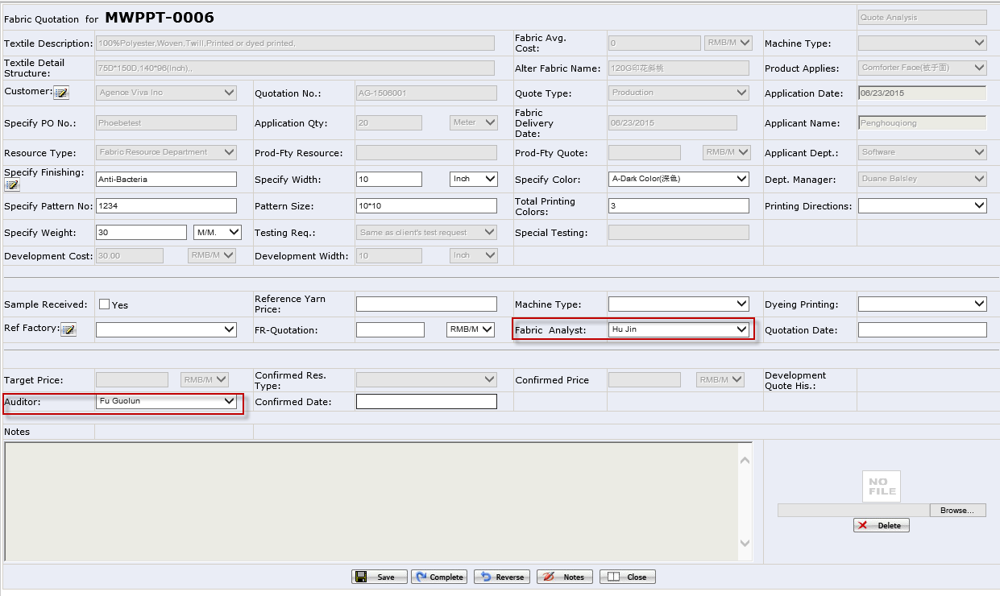 Fabric Quotation for MWPPT-0006 Quote Analysis
Textile Description: 100%Polyester,Woven,Twill,Printed or dyed printed, Fabric Avg. Cost: 0 RMB/M Machine Type:
Textile Detail Structure: 75D*150D,140*96(inch),, Alter Fabric Name: 120G印花斜桃 Product Applies: Comforter Face(被子面)
Customer: Agence Viva Inc Quotation No.: AG-1506001 Quote Type: Production Application Date: 06/23/2015
Specify PO No.: Phoebetest Application Qty: 20 Meter Fabric Delivery Date: 06/23/2015 Applicant Name: Penghouqiong
Resource Type: Fabric Resource Department Prod-Fty Resource: Prod-Fty Quote: RMB/M Applicant Dept.: Software
Specify Finishing: Anti-Bacteria Specify Width: 10 Inch Specify Color: A-Dark Color(深色) Dept. Manager: Duane Balsley
Specify Pattern No: 1234 Pattern Size: 10*10 Total Printing Colors: 3 Printing Directions:
Specify Weight: 30 M/M. Testing Req.: Same as client's test request Special Testing:
Development Cost: 30.00 RMB/M Development Width: 10 Inch
Sample Received: Yes Reference Yarn Price: Machine Type: Dyeing Printing:
Ref Factory: FR-Quotation: RMB/M Fabric Analyst: Hu Jin Quotation Date:
Target Price: RMB/M Confirmed Res. Type: Confirmed Price RMB/M Development Quote His.:
Auditor: Fu Guolun Confirmed Date:
Notes
NO FILE
Browse...
Delete
Save Complete Reverse Notes Close